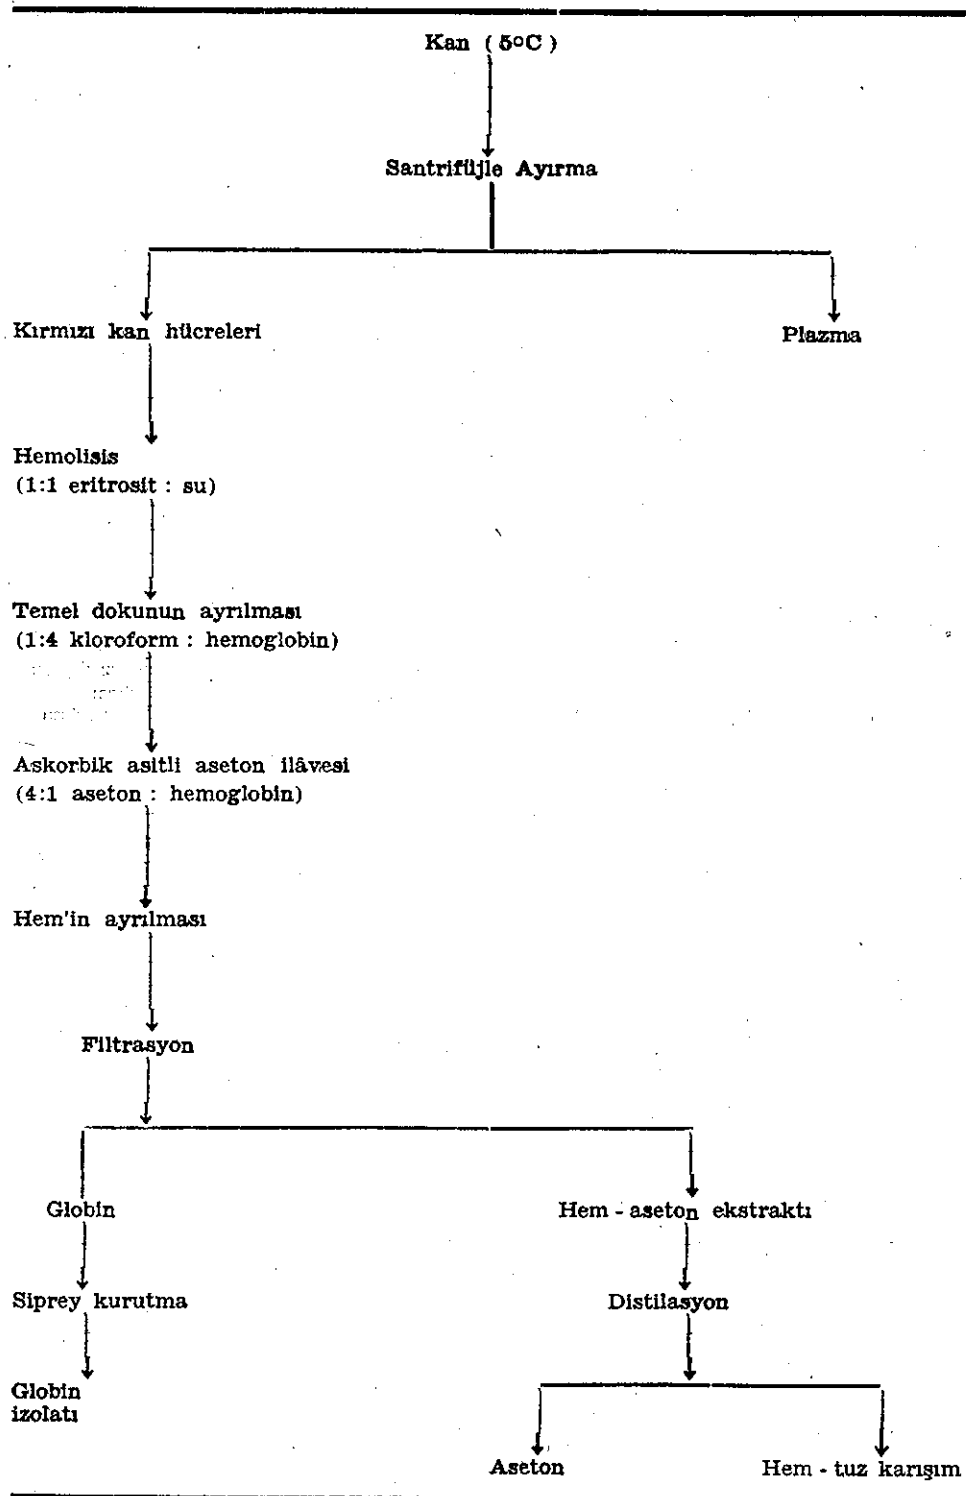 Kan ( 5°C )
Santrifüjle Ayırma
Kırmızı kan hücreleri
Plazma
Hemolisis
(1:1 eritrosit : su)
Temel dokunun ayrılması
(1:4 kloroform : hemoglobin)
Askorbik asitli aseton ilâvesi
(4:1 aseton : hemoglobin)
Hem'in ayrılması
Filtrasyon
Globin
Hem - aseton ekstraktı
Siprey kurutma
Distilasyon
Globin
izolatı
Aseton
Hem - tuz karışım